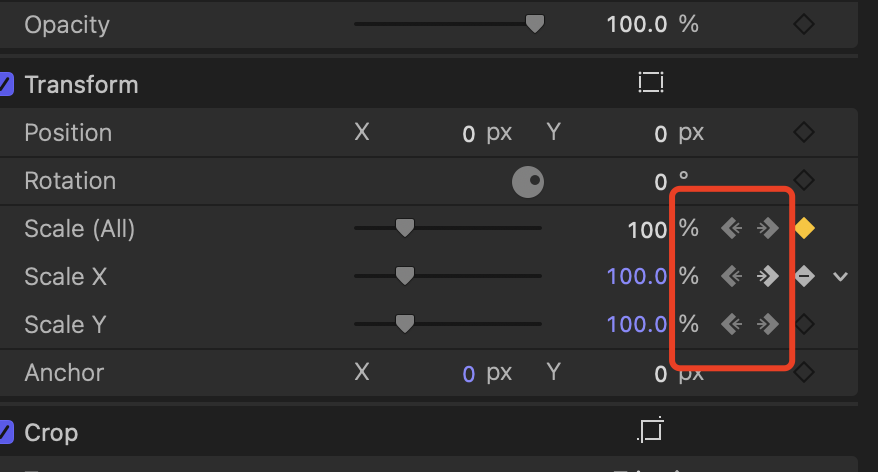 Opacity 100.0 %
Transform
Position X 0 px Y 0 px
Rotation 0 °
Scale (All) 100 %
Scale X 100.0 %
Scale Y 100.0 %
Anchor X 0 px Y 0 px
Crop